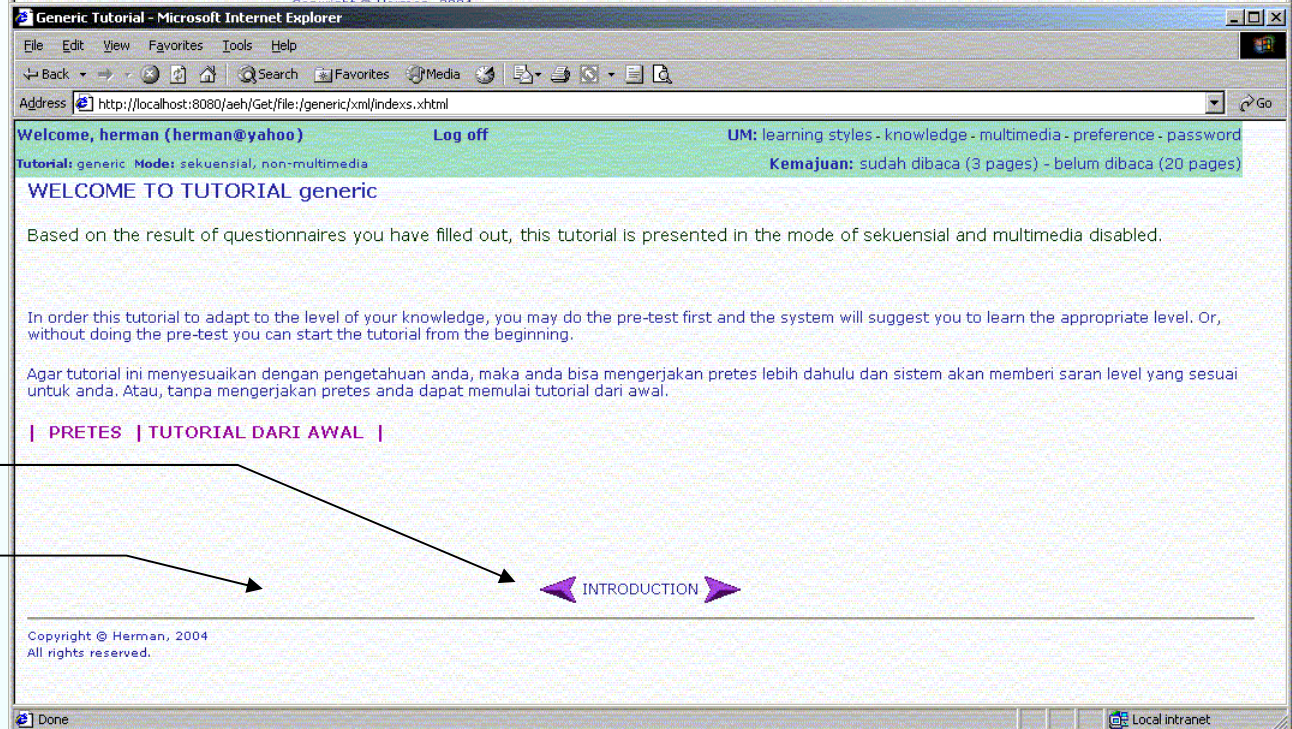 Generic Tutorial - Microsoft Internet Explorer
File Edit View Favorites Tools Help
Back Search Favorites Media
Address http://localhost:8080/aeh/Get/file:/generic/xml/indexs.xhtml Go
Welcome, herman (herman@yahoo) Log off UM: learning styles - knowledge - multimedia - preference - password
Tutorial: generic Mode: sekuensial, non-multimedia Kemajuan: sudah dibaca (3 pages) - belum dibaca (20 pages)
WELCOME TO TUTORIAL generic
Based on the result of questionnaires you have filled out, this tutorial is presented in the mode of sekuensial and multimedia disabled.
In order this tutorial to adapt to the level of your knowledge, you may do the pre-test first and the system will suggest you to learn the appropriate level. Or,
without doing the pre-test you can start the tutorial from the beginning.
Agar tutorial ini menyesuaikan dengan pengetahuan anda, maka anda bisa mengerjakan pretes lebih dahulu dan sistem akan memberi saran level yang sesuai
untuk anda. Atau, tanpa mengerjakan pretes anda dapat memulai tutorial dari awal.
| PRETES | TUTORIAL DARI AWAL |
INTRODUCTION
Copyright © Herman, 2004
All rights reserved.
Done Local intranet